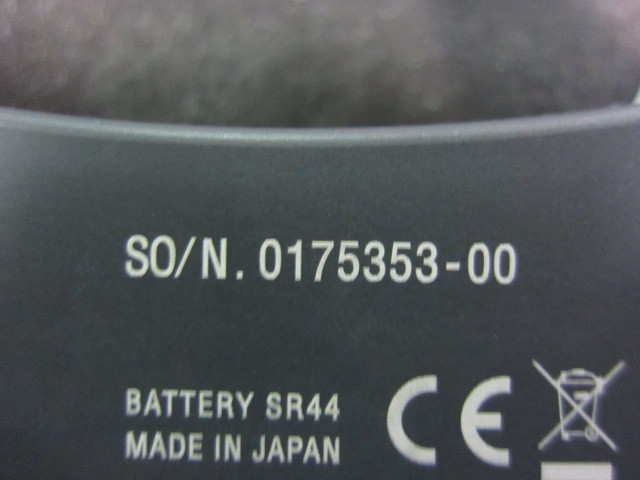 SO/N. 0175353-00
BATTERY SR44
MADE IN JAPAN
CE